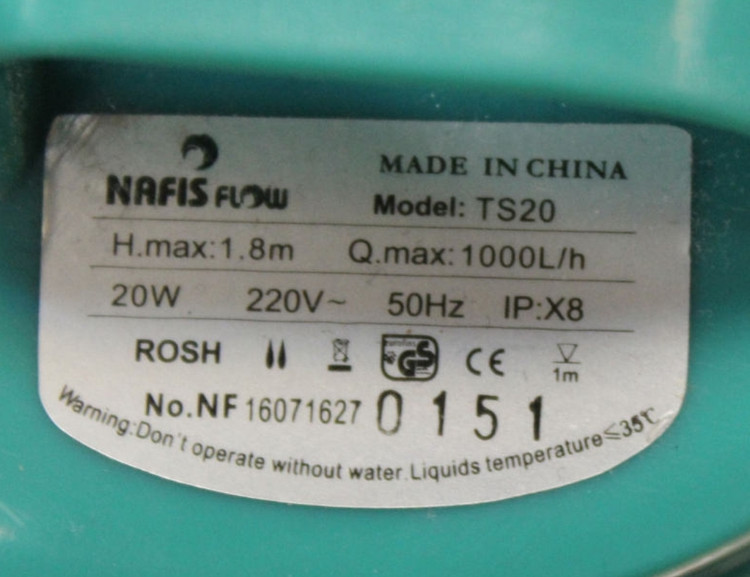 NAFIS FLOW
MADE IN CHINA
Model: TS20
H.max:1.8m Q.max:1000L/h
20W 220V~ 50Hz IP:X8
ROSH GS CE 1m
No.NF 16071627 0151
Warning:Don't operate without water.Liquids temperature≤35℃